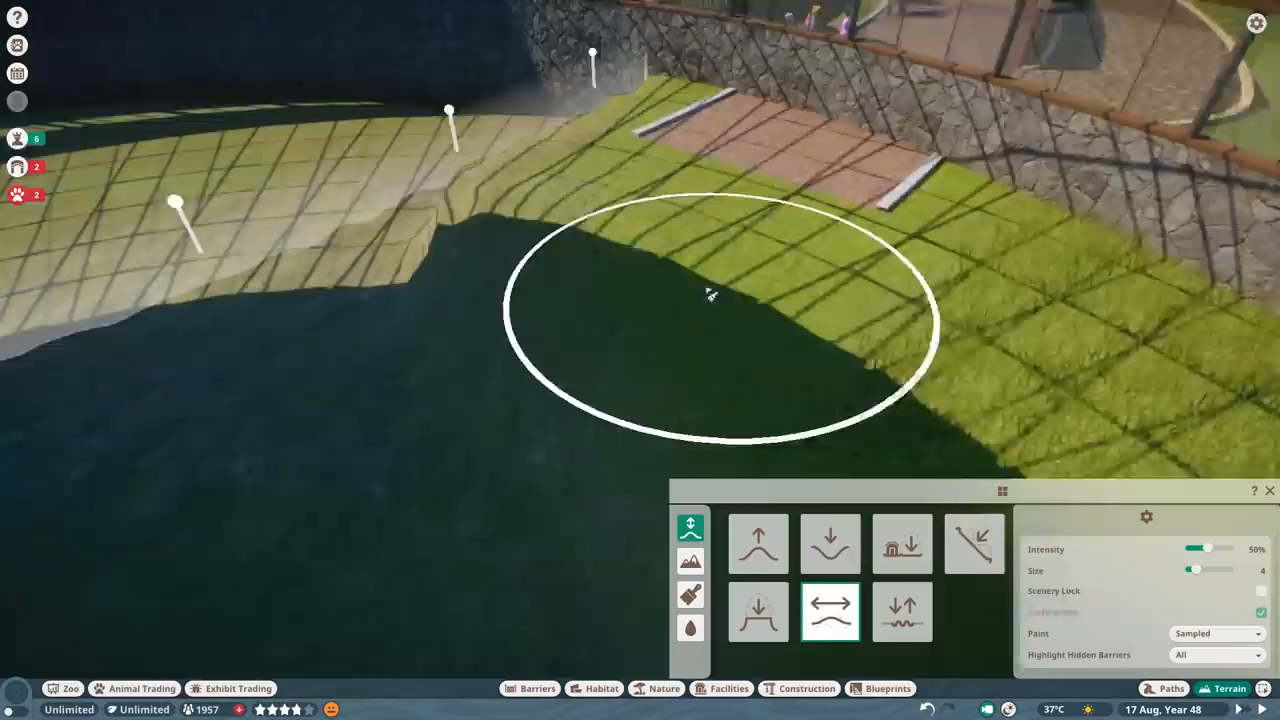 6
2
2
? ✕
Intensity 50%
Size 4
Scenery Lock
Paint Sampled
Highlight Hidden Barriers All
Zoo Animal Trading Exhibit Trading Barriers Habitat Nature Facilities Construction Blueprints Paths Terrain
Unlimited Unlimited 1957 37°C 17 Aug, Year 48